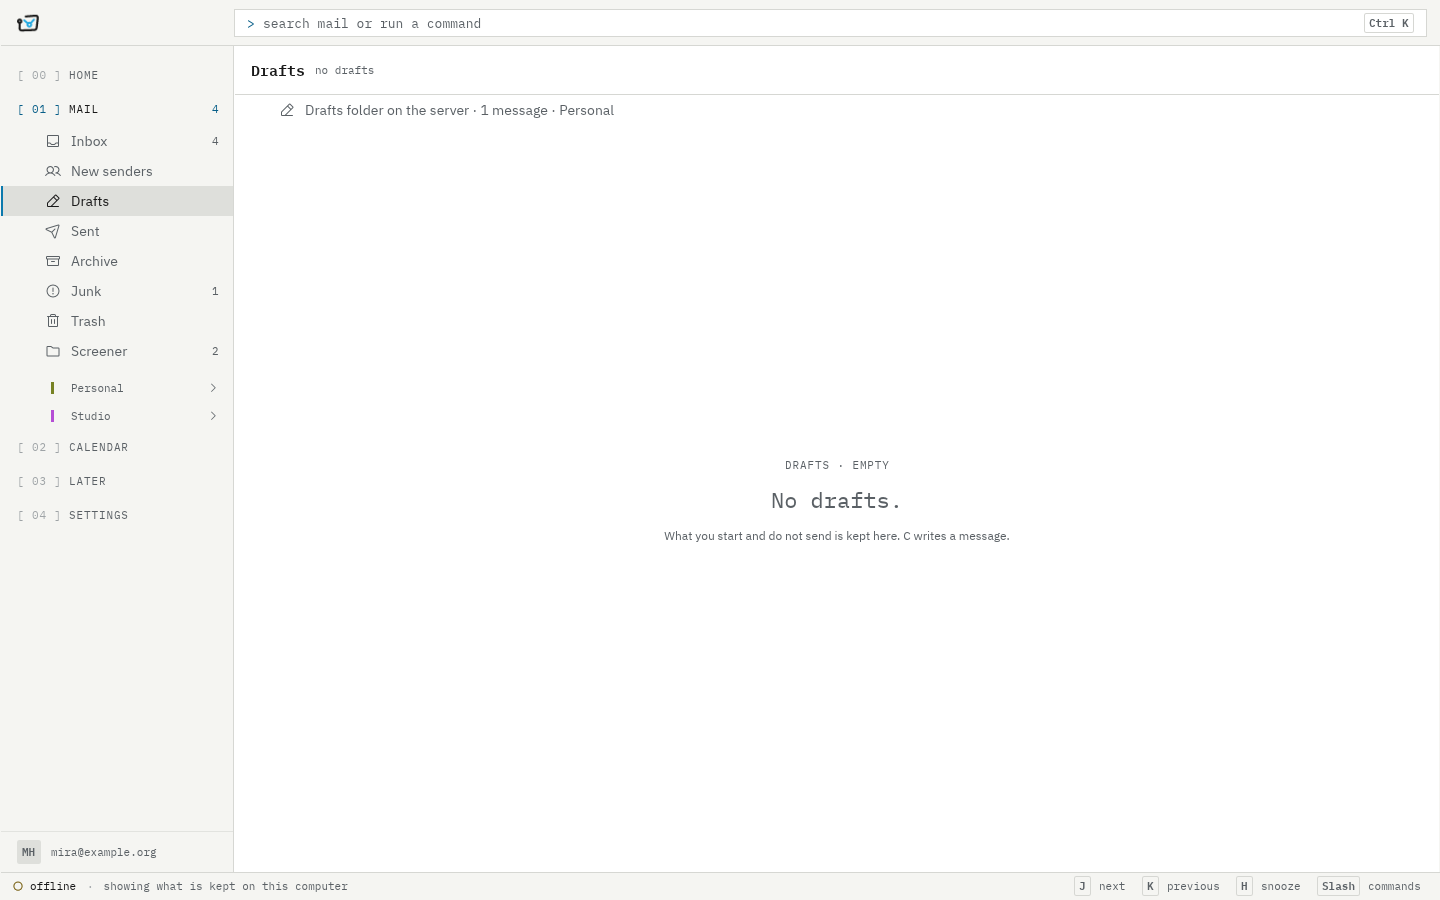 > search mail or run a command Ctrl K
[ 00 ] HOME
[ 01 ] MAIL 4
Inbox 4
New senders
Drafts
Sent
Archive
Junk 1
Trash
Screener 2
Personal
Studio
[ 02 ] CALENDAR
[ 03 ] LATER
[ 04 ] SETTINGS
MH mira@example.org
Drafts no drafts
Drafts folder on the server · 1 message · Personal
DRAFTS · EMPTY
No drafts.
What you start and do not send is kept here. C writes a message.
offline · showing what is kept on this computer
J next K previous H snooze Slash commands